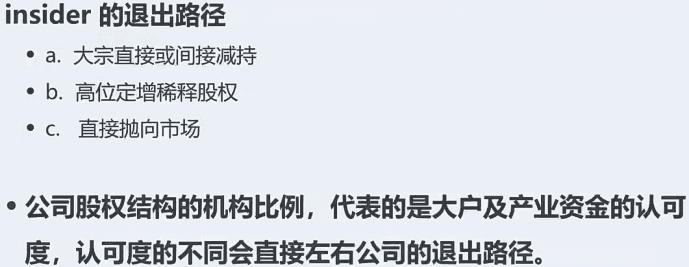 insider 的退出路径
• a. 大宗直接或间接减持
• b. 高位定增稀释股权
• c. 直接抛向市场
• 公司股权结构的机构比例，代表的是大户及产业资金的认可
度，认可度的不同会直接左右公司的退出路径。